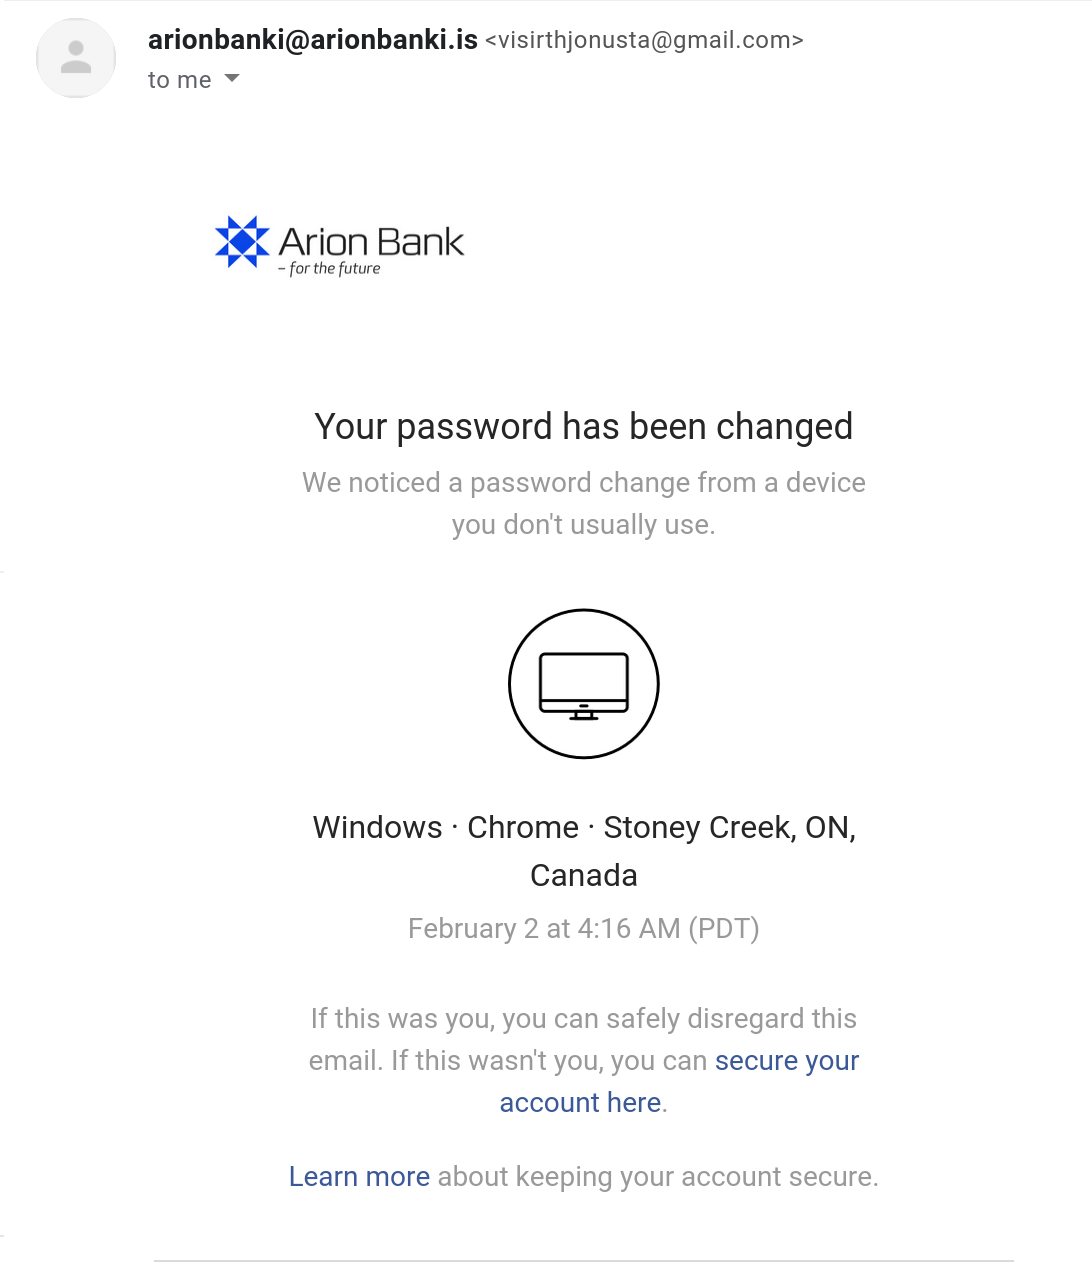 arionbanki@arionbanki.is <visirthjonusta@gmail.com>
to me
Arion Bank
– for the future
Your password has been changed
We noticed a password change from a device
you don't usually use.
Windows · Chrome · Stoney Creek, ON,
Canada
February 2 at 4:16 AM (PDT)
If this was you, you can safely disregard this
email. If this wasn't you, you can secure your
account here.
Learn more about keeping your account secure.